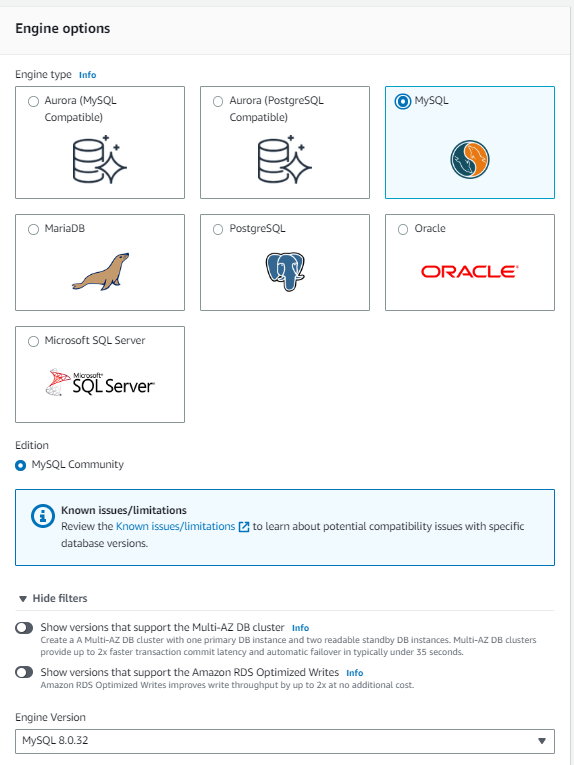 Engine options
Engine type Info
Aurora (MySQL
Compatible)
Aurora (PostgreSQL
Compatible)
MySQL
MariaDB
PostgreSQL
Oracle
ORACLE®
Microsoft SQL Server
Microsoft®
SQL Server®
Edition
MySQL Community
Known issues/limitations
Review the Known issues/limitations to learn about potential compatibility issues with specific
database versions.
Hide filters
Show versions that support the Multi-AZ DB cluster Info
Create a A Multi-AZ DB cluster with one primary DB instance and two readable standby DB instances. Multi-AZ DB clusters
provide up to 2x faster transaction commit latency and automatic failover in typically under 35 seconds.
Show versions that support the Amazon RDS Optimized Writes Info
Amazon RDS Optimized Writes improves write throughput by up to 2x at no additional cost.
Engine Version
MySQL 8.0.32